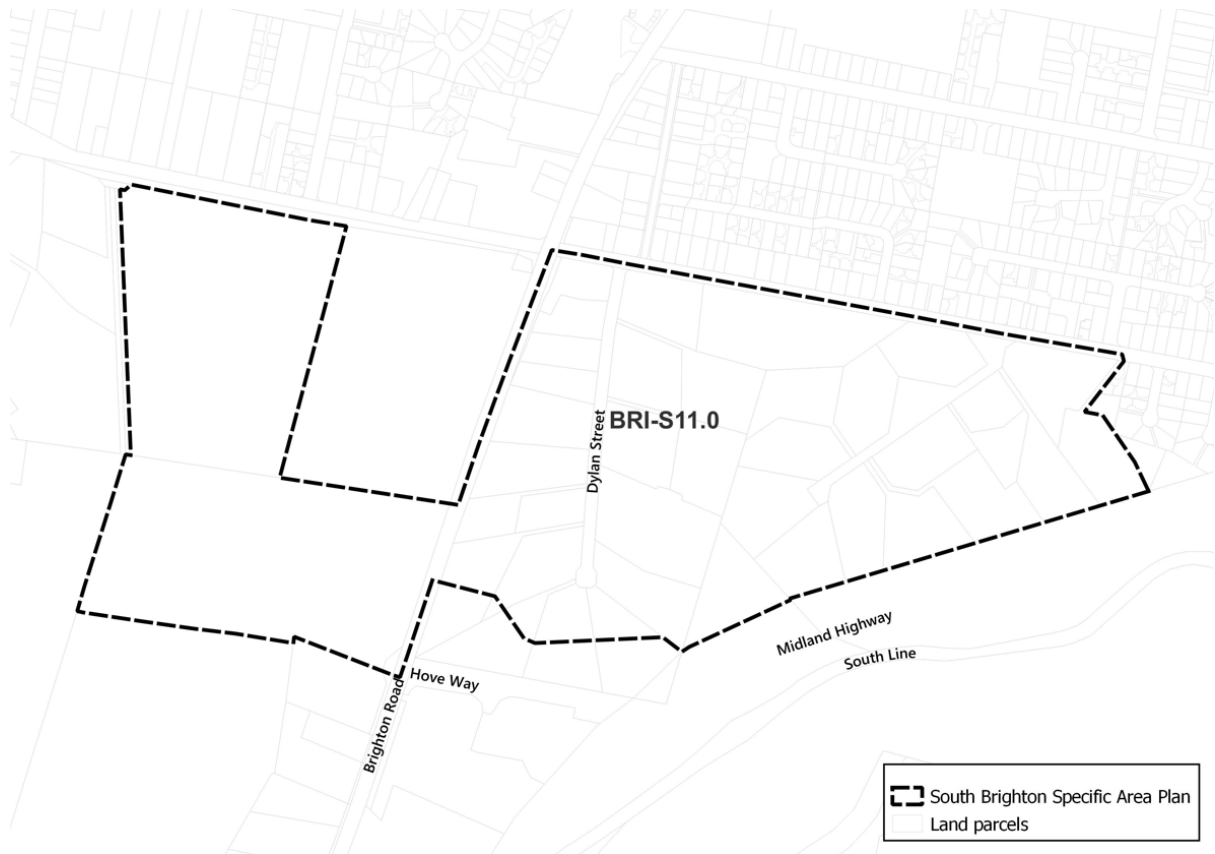 BRI-S11.0
Dylan Street
Midland Highway
South Line
Hove Way
Brighton Road
South Brighton Specific Area Plan
Land parcels